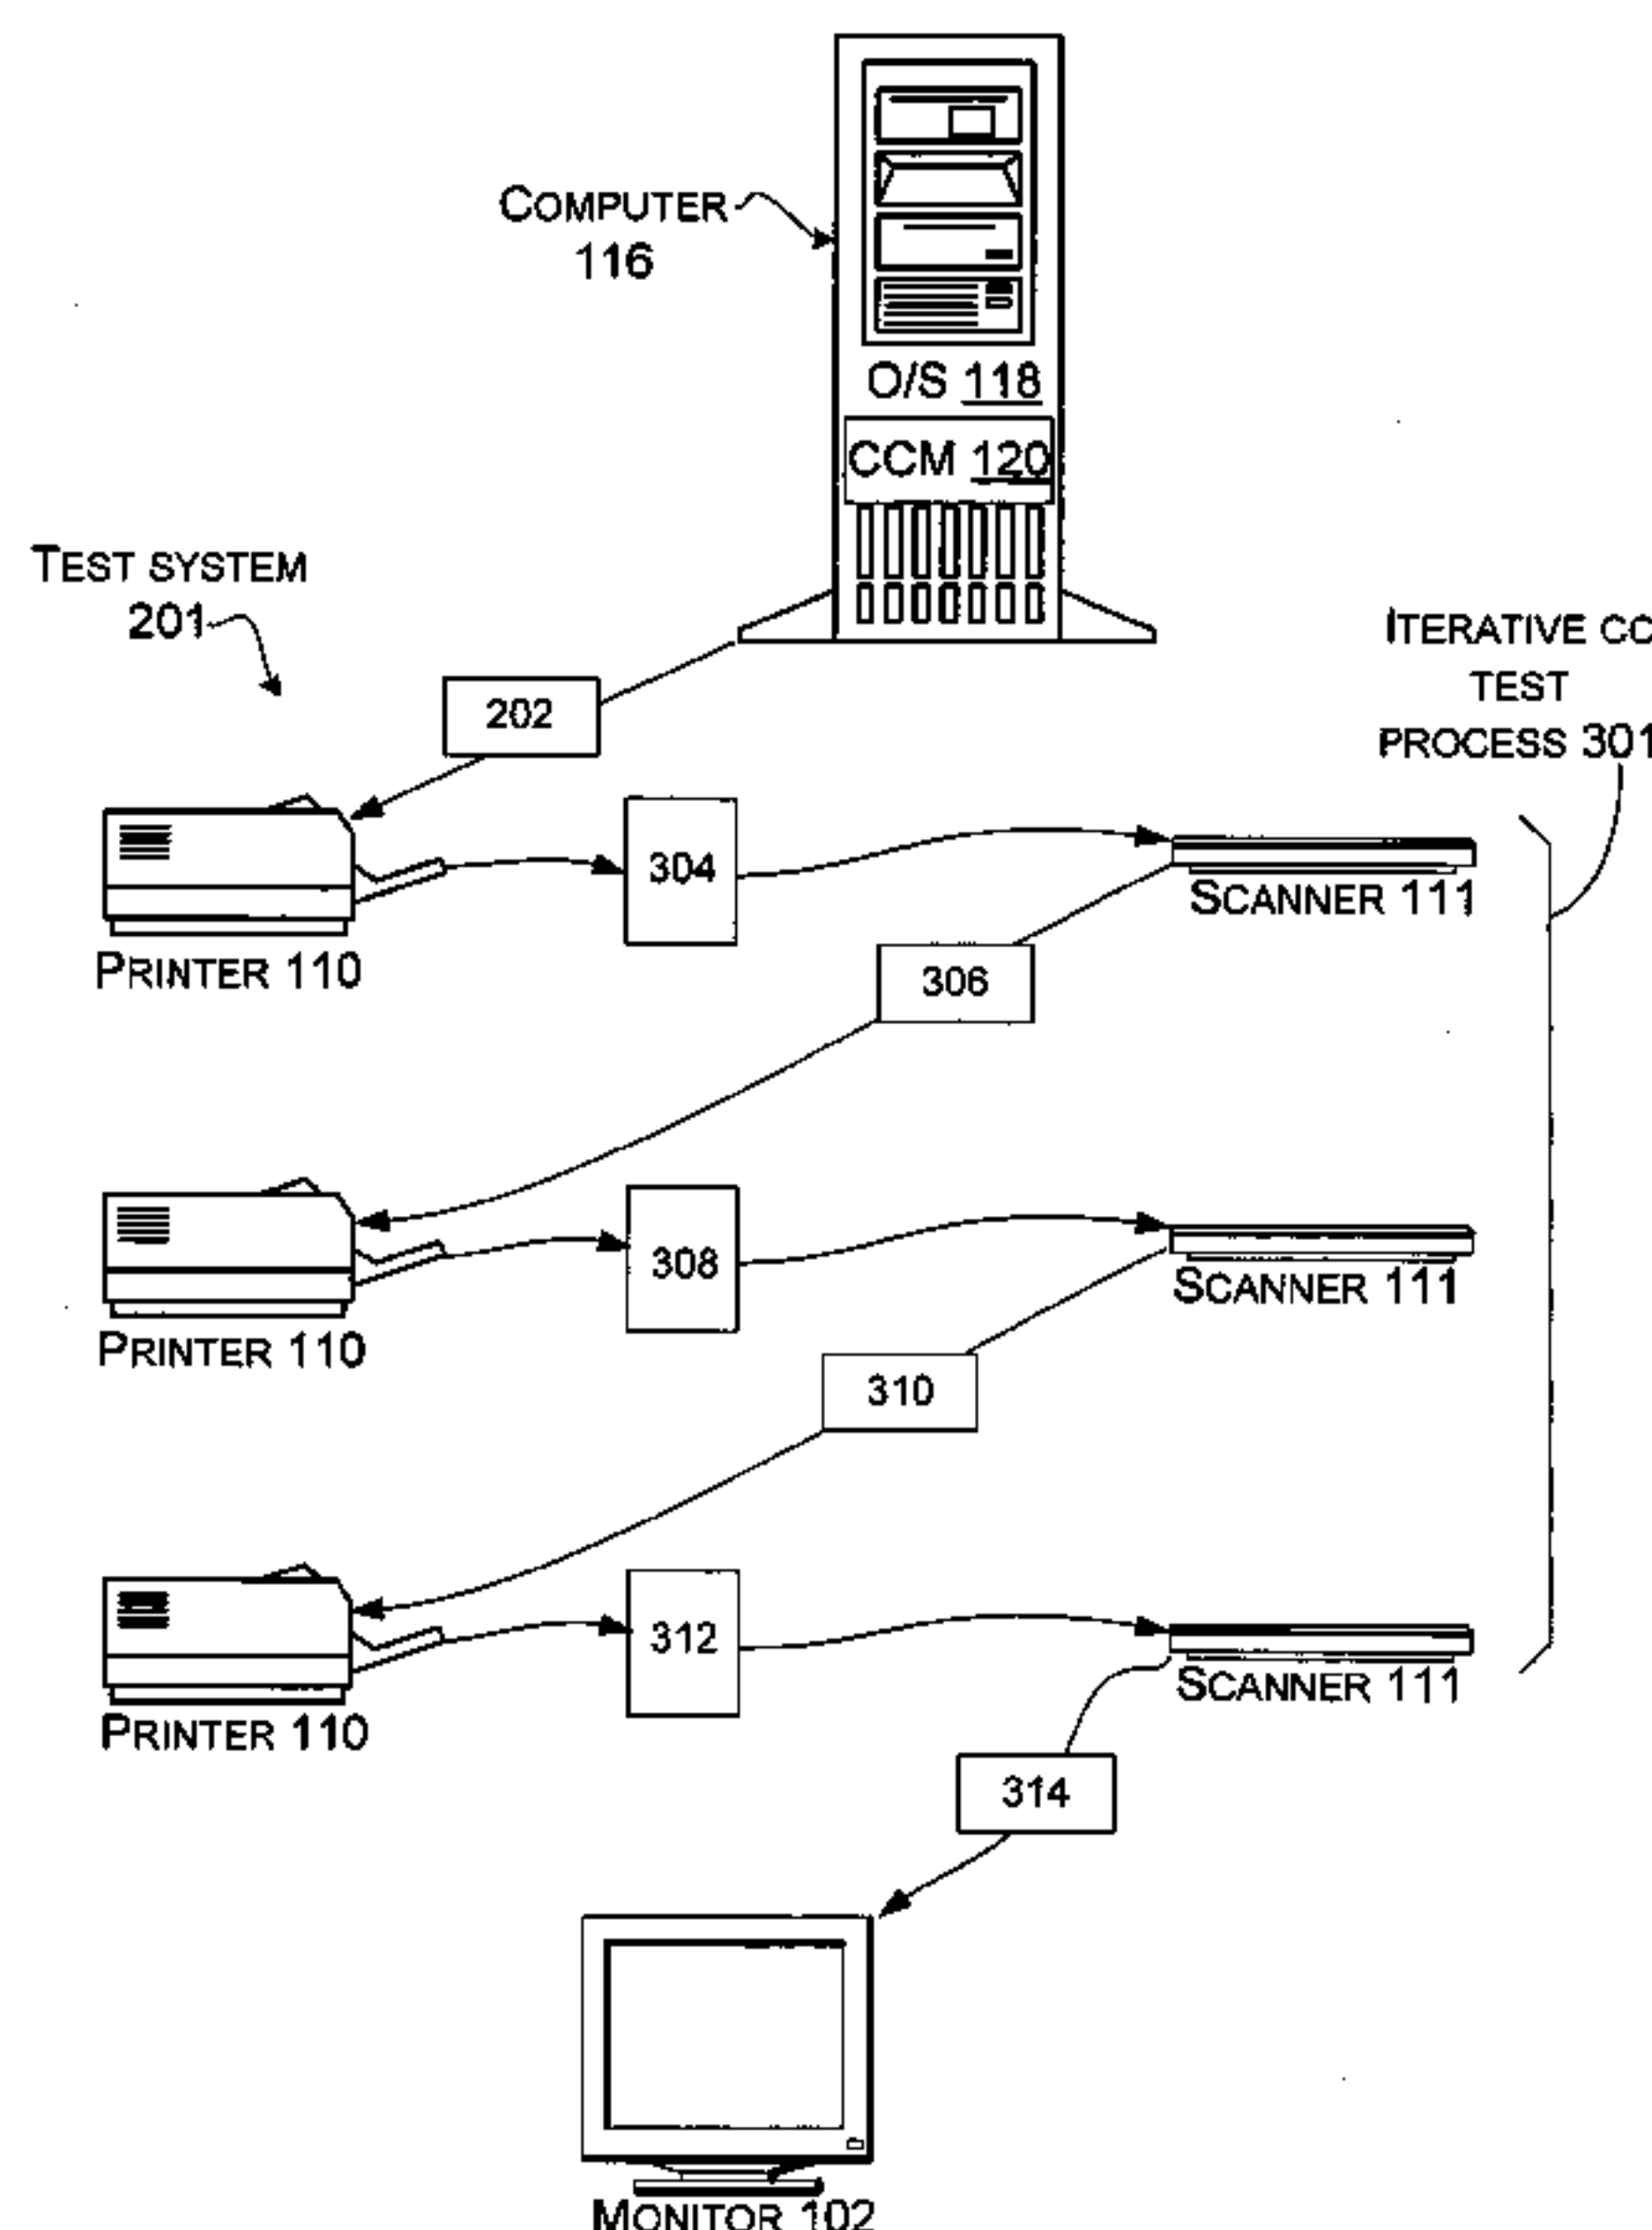 COMPUTER
116
O/S 118
CCM 120
TEST SYSTEM
201
ITERATIVE CC
TEST
PROCESS 301
202
304
SCANNER 111
PRINTER 110
306
308
SCANNER 111
PRINTER 110
310
312
SCANNER 111
PRINTER 110
314
MONITOR 102